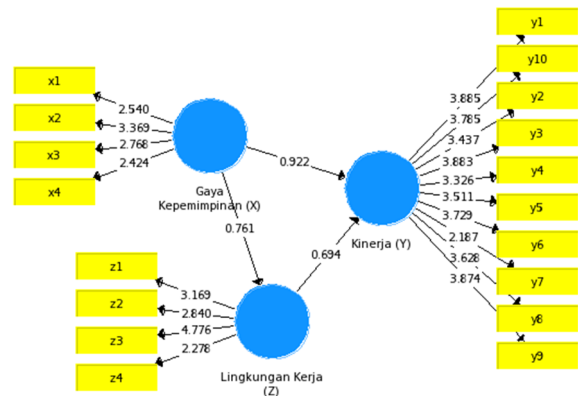 y1
y10
y2
y3
y4
y5
y6
y7
y8
y9
x1
x2
x3
x4
2.540
3.369
2.768
2.424
Gaya
Kepemimpinan (X)
0.922
0.761
0.694
Kinerja (Y)
3.885
3.785
3.437
3.883
3.326
3.511
3.729
2.187
3.628
3.874
z1
z2
z3
z4
3.169
2.840
4.776
2.278
Lingkungan Kerja
(Z)